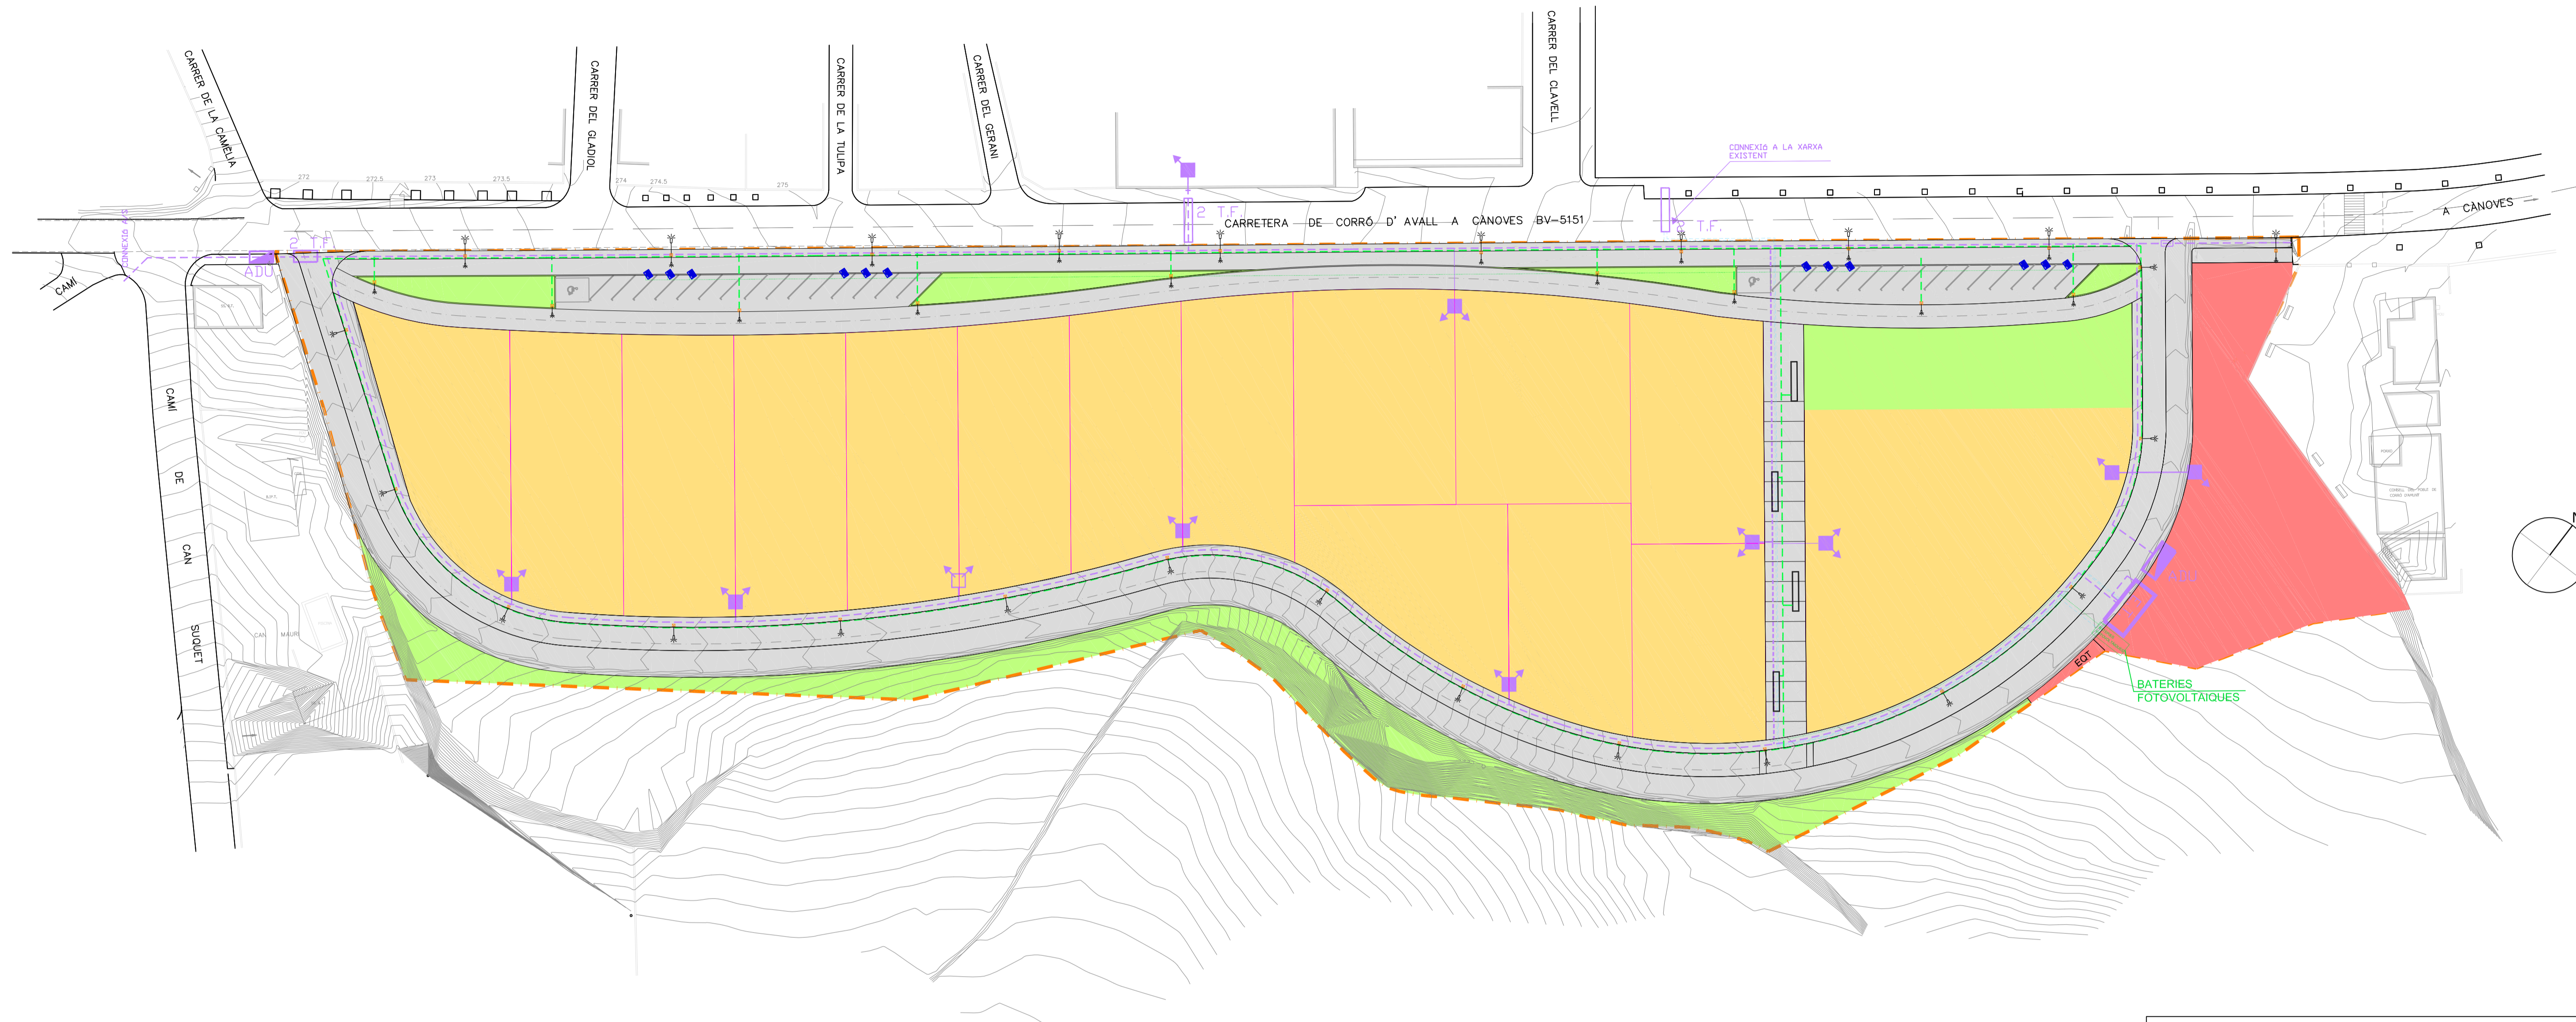 CARRER DE LA CAMÈLIA
CARRER DEL GLADIOL
CARRER DE LA TULIPA
CARRER DEL GERANI
CARRER DEL CLAVELL
CONNEXIÓ A LA XARXA
EXISTENT
272
272.5
273
273.5
274
274.5
275
2 T.F.
CARRETERA DE CORRÓ D'AVALL A CÀNOVES BV-5151
T.F.
A CÀNOVES
2 T.F.
ADU
CAMÍ
CAMÍ DE CAN SUQUET
CAN MAURI
N
EQT
BATERIES
FOTOVOLTAIQUES